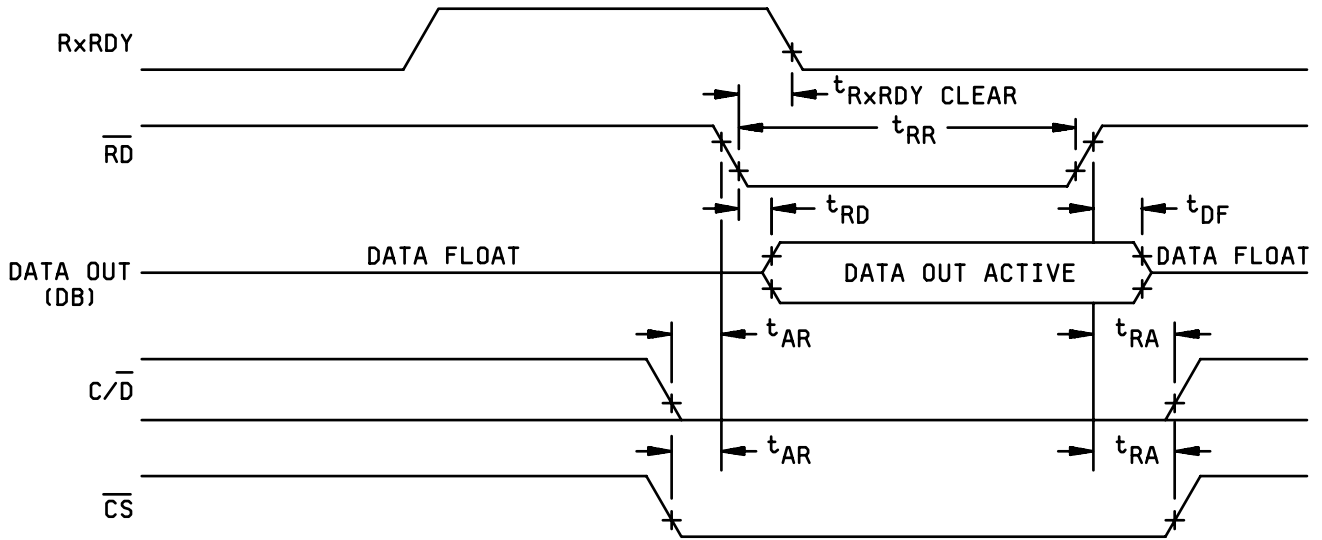 RxRDY
tRxRDY CLEAR
RD
tRR
tRD
tDF
DATA OUT
(DB)
DATA FLOAT
DATA OUT ACTIVE
DATA FLOAT
tAR
tRA
C/D
tAR
tRA
CS